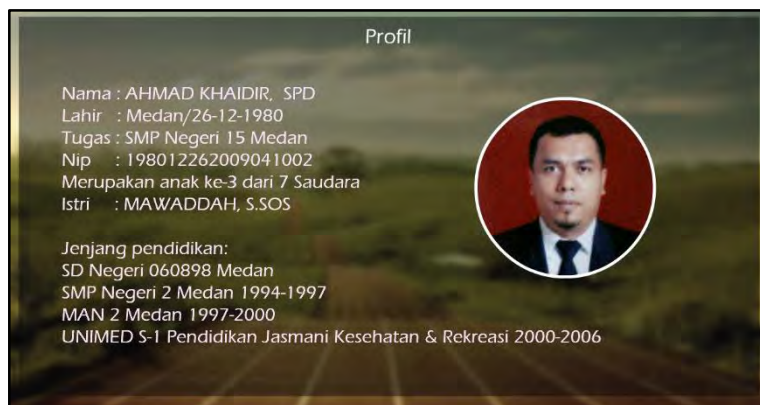 Profil
Nama : AHMAD KHAIDIR, SPD
Lahir : Medan/26-12-1980
Tugas : SMP Negeri 15 Medan
Nip : 198012262009041002
Merupakan anak ke-3 dari 7 Saudara
Istri : MAWADDAH, S.SOS
Jenjang pendidikan:
SD Negeri 060898 Medan
SMP Negeri 2 Medan 1994-1997
MAN 2 Medan 1997-2000
UNIMED S-1 Pendidikan Jasmani Kesehatan & Rekreasi 2000-2006